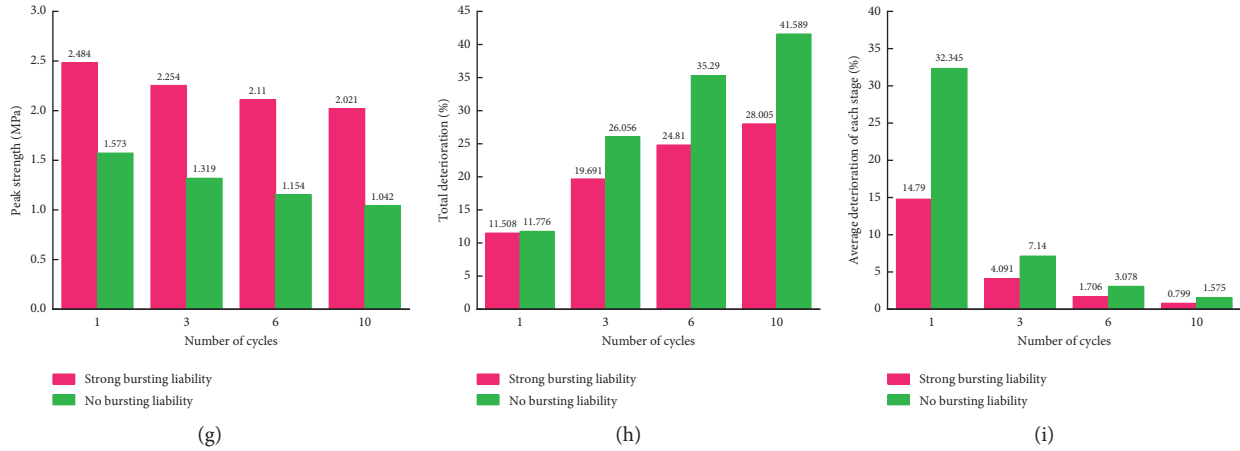 3.0
2.5
2.0
1.5
1.0
0.5
0.0
Peak strength (MPa)
2.484
2.254
2.11
2.021
1.573
1.319
1.154
1.042
1 3 6 10
Number of cycles
Strong bursting liability
No bursting liability
(g)
45
40
35
30
25
20
15
10
5
0
Total deterioration (%)
11.508
11.776
19.691
26.056
24.81
35.29
28.005
41.589
1 3 6 10
Number of cycles
Strong bursting liability
No bursting liability
(h)
40
35
30
25
20
15
10
5
0
Average deterioration of each stage (%)
14.79
32.345
4.091
7.14
1.706
3.078
0.799
1.575
1 3 6 10
Number of cycles
Strong bursting liability
No bursting liability
(i)